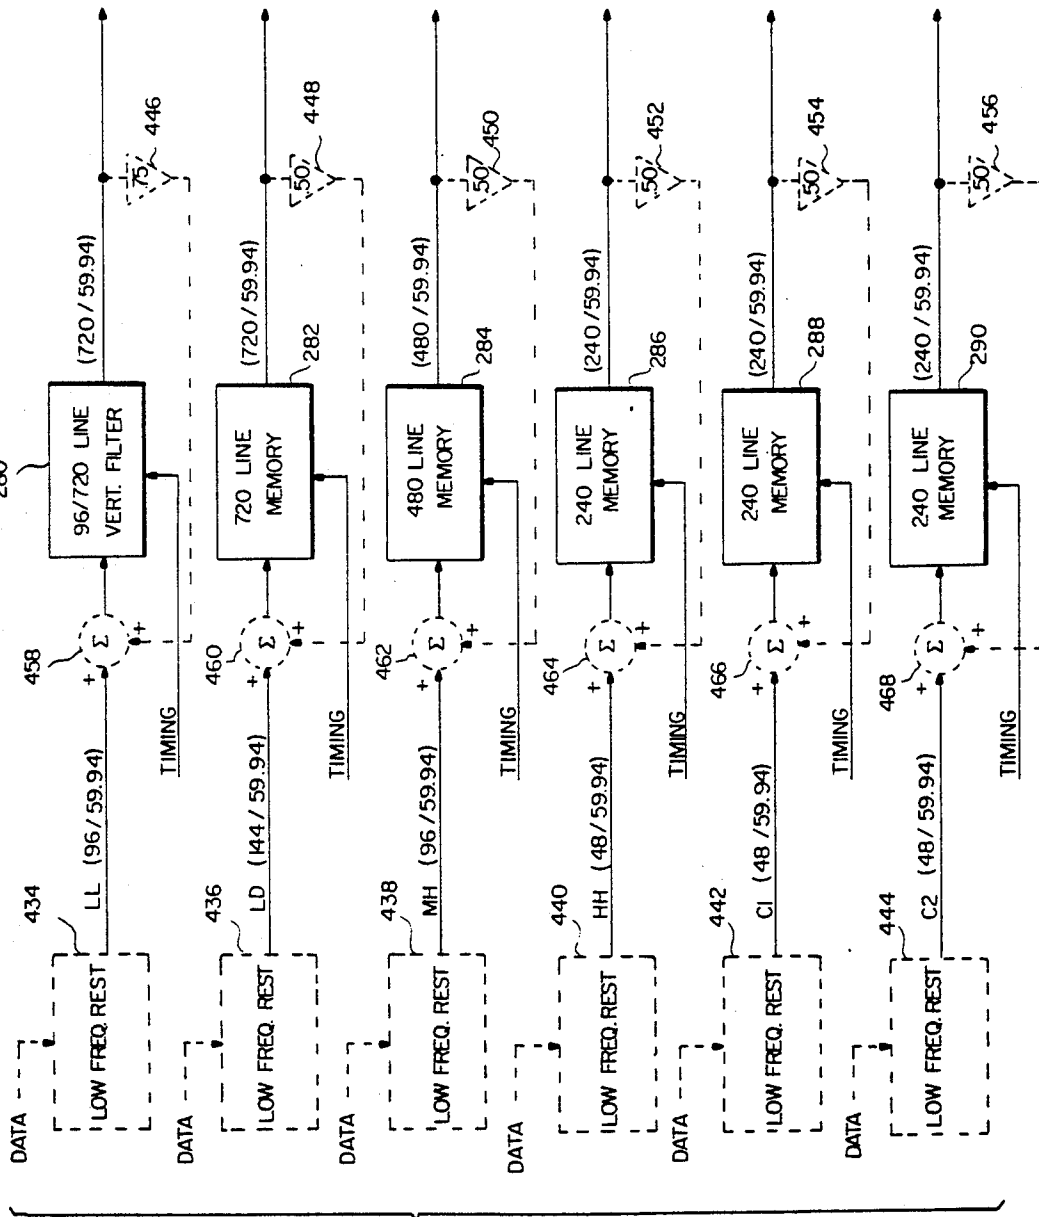 DATA
LOW FREQ. REST
434
LL (96/59.94)
TIMING
458
+
Σ
+
96/720 LINE
VERT. FILTER
(720/59.94)
.75
446
DATA
LOW FREQ. REST
436
LD (144/59.94)
TIMING
460
+
Σ
+
720 LINE
MEMORY
282
(720/59.94)
.50
448
DATA
LOW FREQ. REST
438
MH (96/59.94)
TIMING
462
+
Σ
+
480 LINE
MEMORY
284
(480/59.94)
.50
450
DATA
LOW FREQ. REST
440
HH (48/59.94)
TIMING
464
+
Σ
+
240 LINE
MEMORY
286
(240/59.94)
.50
452
DATA
LOW FREQ. REST
442
C1 (48/59.94)
TIMING
466
+
Σ
+
240 LINE
MEMORY
288
(240/59.94)
.50
454
DATA
LOW FREQ. REST
444
C2 (48/59.94)
TIMING
468
+
Σ
+
240 LINE
MEMORY
290
(240/59.94)
.50
456